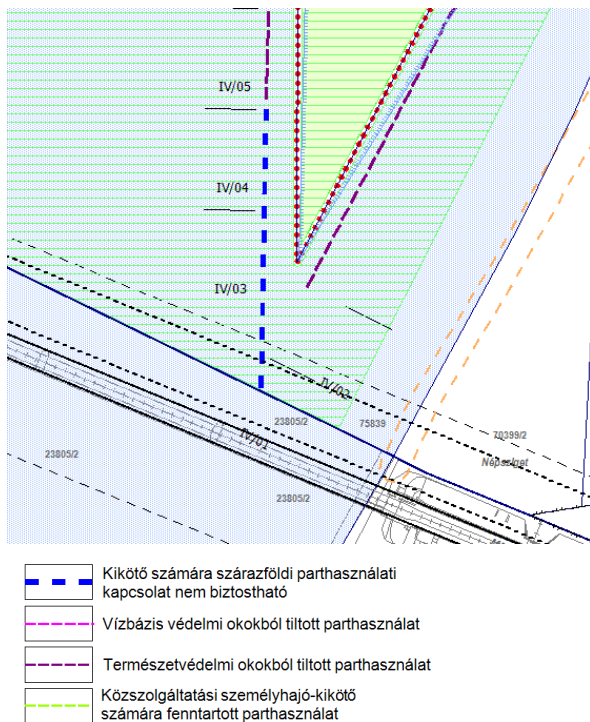 IV/05
IV/04
IV/03
IV/02
23805/2
75839
70399/2
IV/01
23805/2
Népsziget
23805/2
Kikötő számára szárazföldi parthasználati
kapcsolat nem biztostható
Vízbázis védelmi okokból tiltott parthasználat
Természetvédelmi okokból tiltott parthasználat
Közszolgáltatási személyhajó-kikötő
számára fenntartott parthasználat